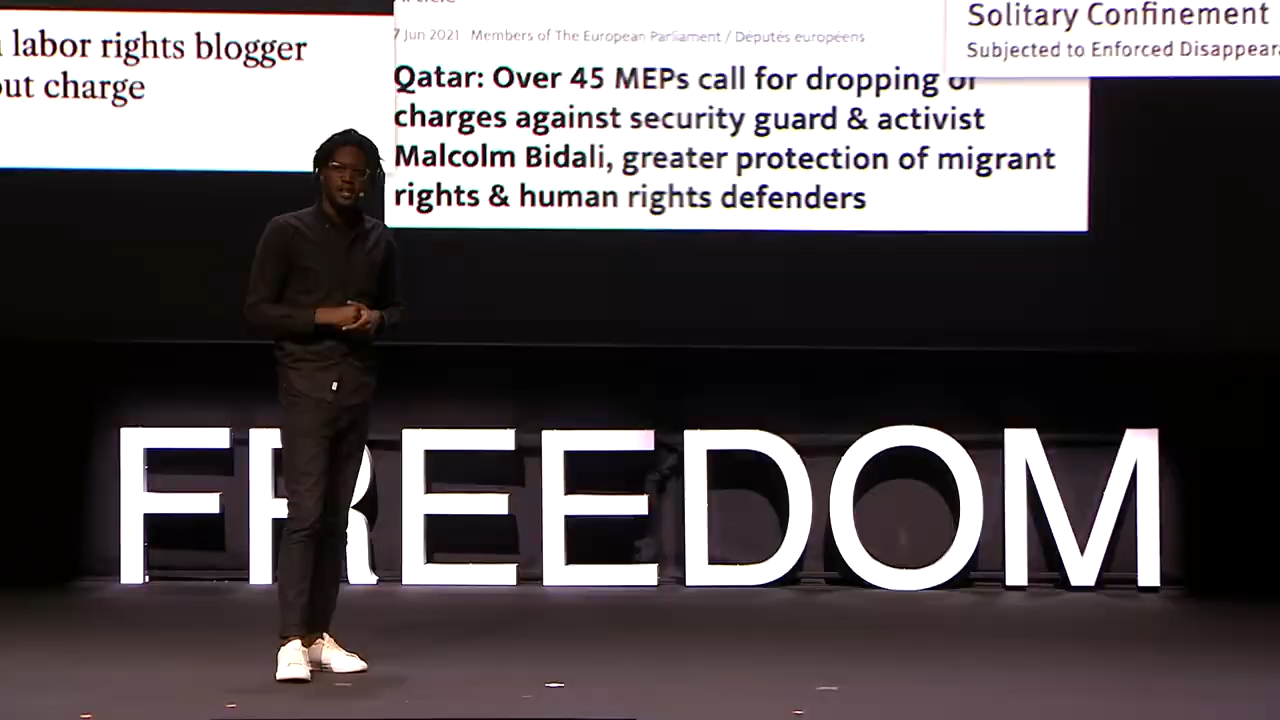 labor rights blogger
out charge
Article
7 Jun 2021 Members of The European Parliament / Députés européens
Qatar: Over 45 MEPs call for dropping of
charges against security guard & activist
Malcolm Bidali, greater protection of migrant
rights & human rights defenders
Solitary Confinement
Subjected to Enforced Disappear
FREEDOM